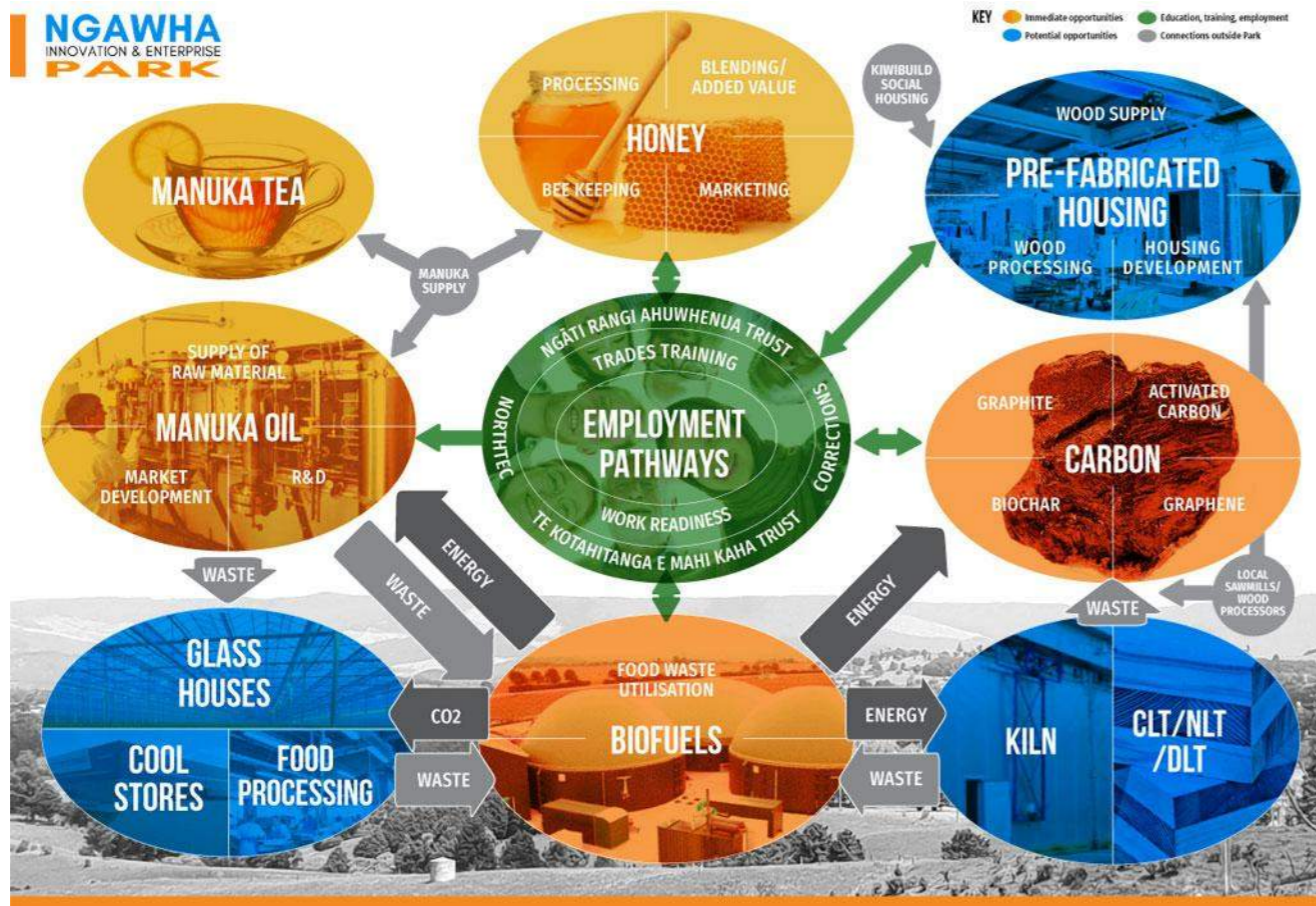 NGAWHA
INNOVATION & ENTERPRISE
PARK
KEY
Immediate opportunities
Education, training, employment
Potential opportunities
Connections outside Park
MANUKA TEA
PROCESSING
BLENDING/
ADDED VALUE
HONEY
BEE KEEPING
MARKETING
KIWIBUILD
SOCIAL
HOUSING
WOOD SUPPLY
PRE-FABRICATED
HOUSING
WOOD
PROCESSING
HOUSING
DEVELOPMENT
MANUKA
SUPPLY
SUPPLY OF
RAW MATERIAL
MANUKA OIL
MARKET
DEVELOPMENT
R&D
NGĀTI RANGI AHUWHENUA TRUST
TRADES TRAINING
NORTHTEC
EMPLOYMENT
PATHWAYS
CORRECTIONS
WORK READINESS
TE KOTAHITANGA E MAHI KAHA TRUST
GRAPHITE
ACTIVATED
CARBON
CARBON
BIOCHAR
GRAPHENE
WASTE
WASTE
ENERGY
ENERGY
WASTE
LOCAL
SAWMILLS/
WOOD
PROCESSORS
GLASS
HOUSES
COOL
STORES
FOOD
PROCESSING
CO2
WASTE
FOOD WASTE
UTILISATION
BIOFUELS
ENERGY
WASTE
KILN
CLT/NLT
/DLT